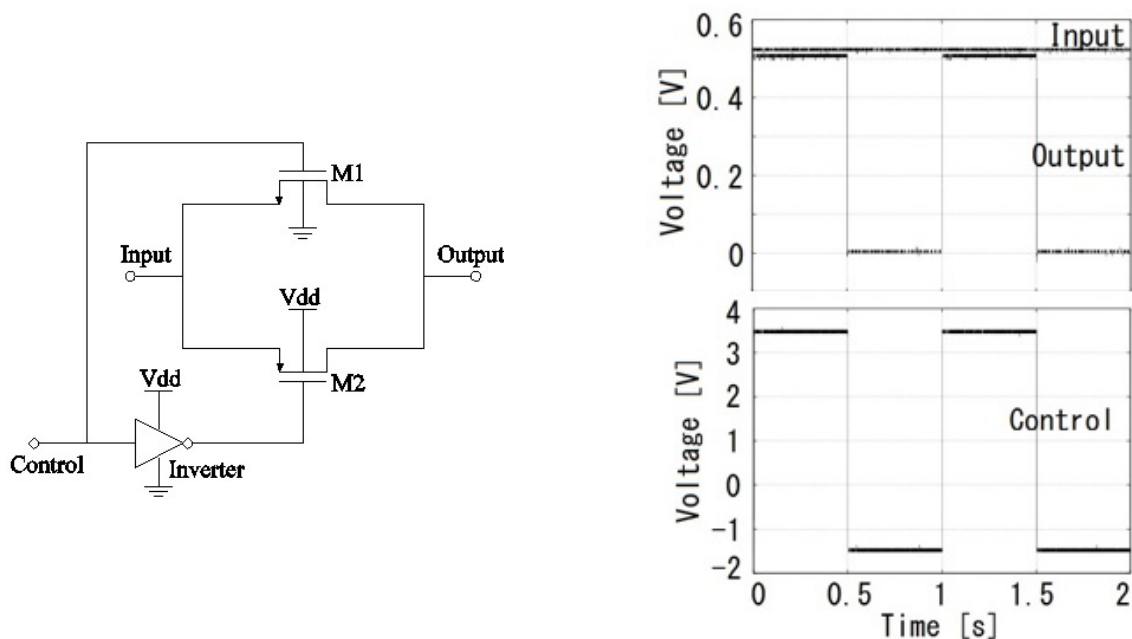 M1
Input
Output
Vdd
M2
Vdd
Control
Inverter
0.6
Input
0.4
Voltage [V]
Output
0.2
0
4
3
2
Voltage [V]
Control
1
0
-1
-2
0 0.5 1 1.5 2
Time [s]